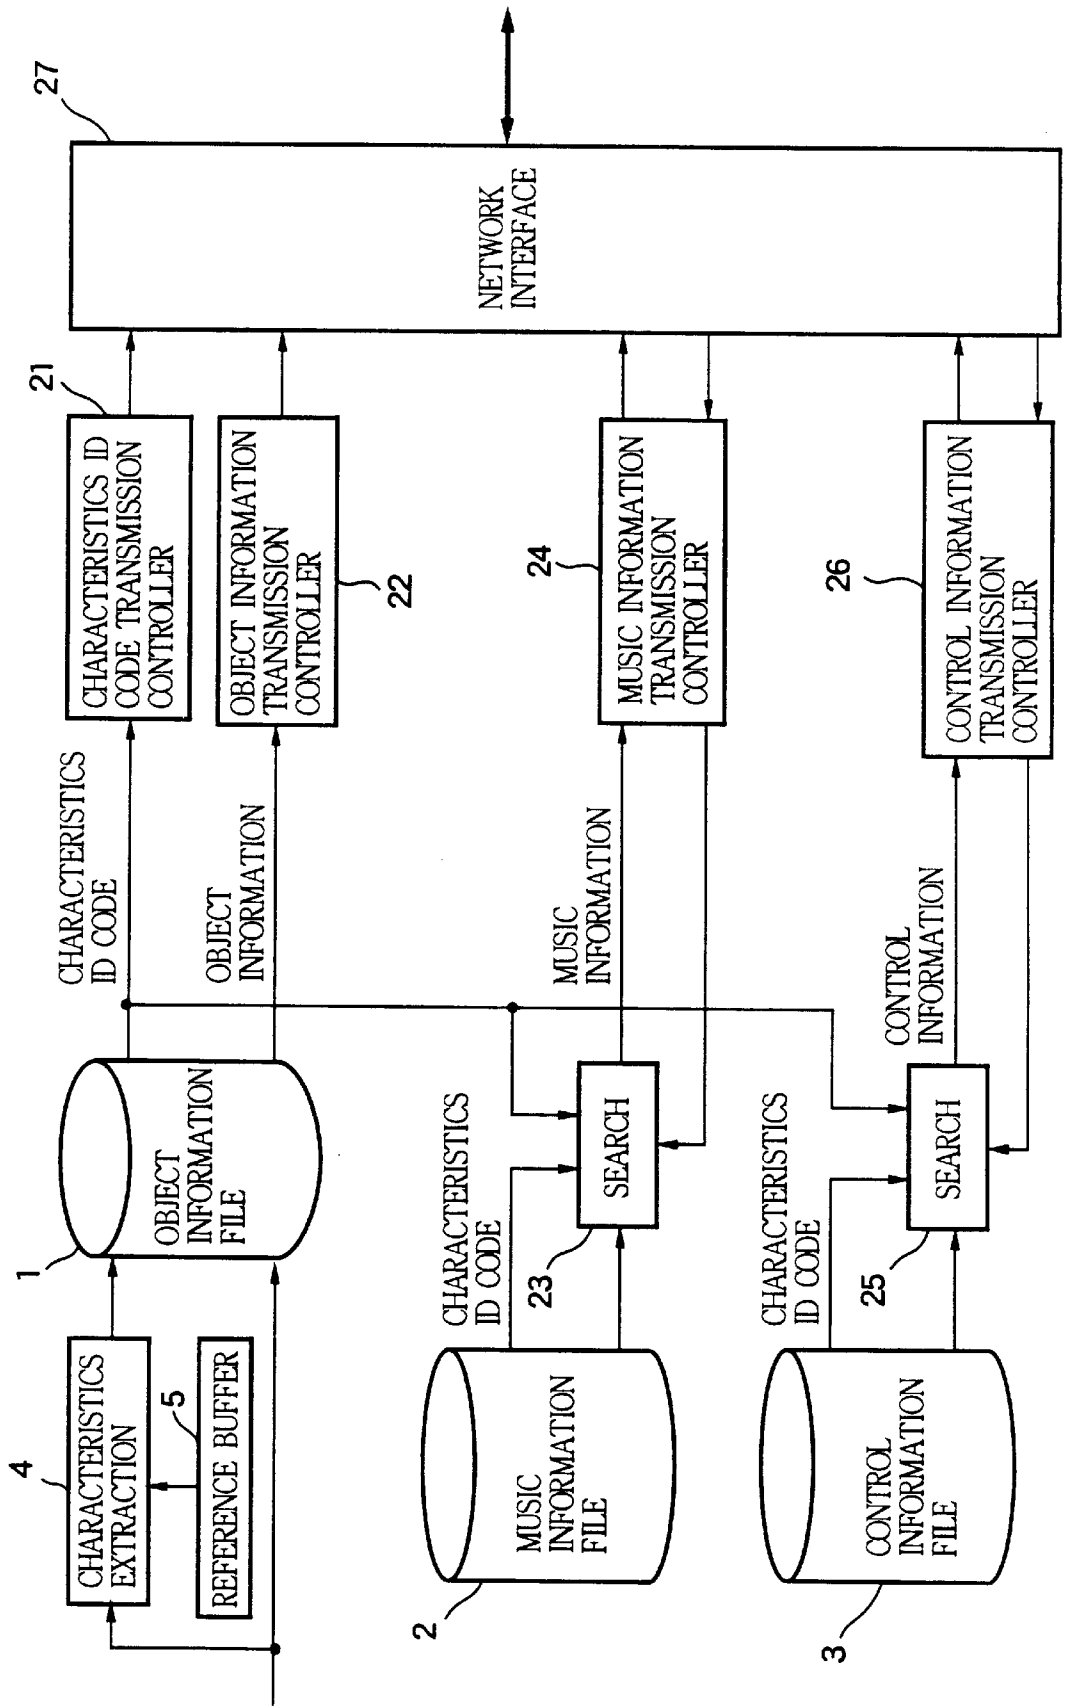 27
NETWORK
INTERFACE
21
CHARACTERISTICS ID
CODE TRANSMISSION
CONTROLLER
OBJECT INFORMATION
TRANSMISSION
CONTROLLER
22
24
MUSIC INFORMATION
TRANSMISSION
CONTROLLER
26
CONTROL INFORMATION
TRANSMISSION
CONTROLLER
CHARACTERISTICS
ID CODE
OBJECT
INFORMATION
MUSIC
INFORMATION
CONTROL
INFORMATION
1
OBJECT
INFORMATION
FILE
CHARACTERISTICS
ID CODE
23
SEARCH
CHARACTERISTICS
ID CODE
25
SEARCH
4
CHARACTERISTICS
EXTRACTION
5
REFERENCE BUFFER
2
MUSIC
INFORMATION
FILE
3
CONTROL
INFORMATION
FILE